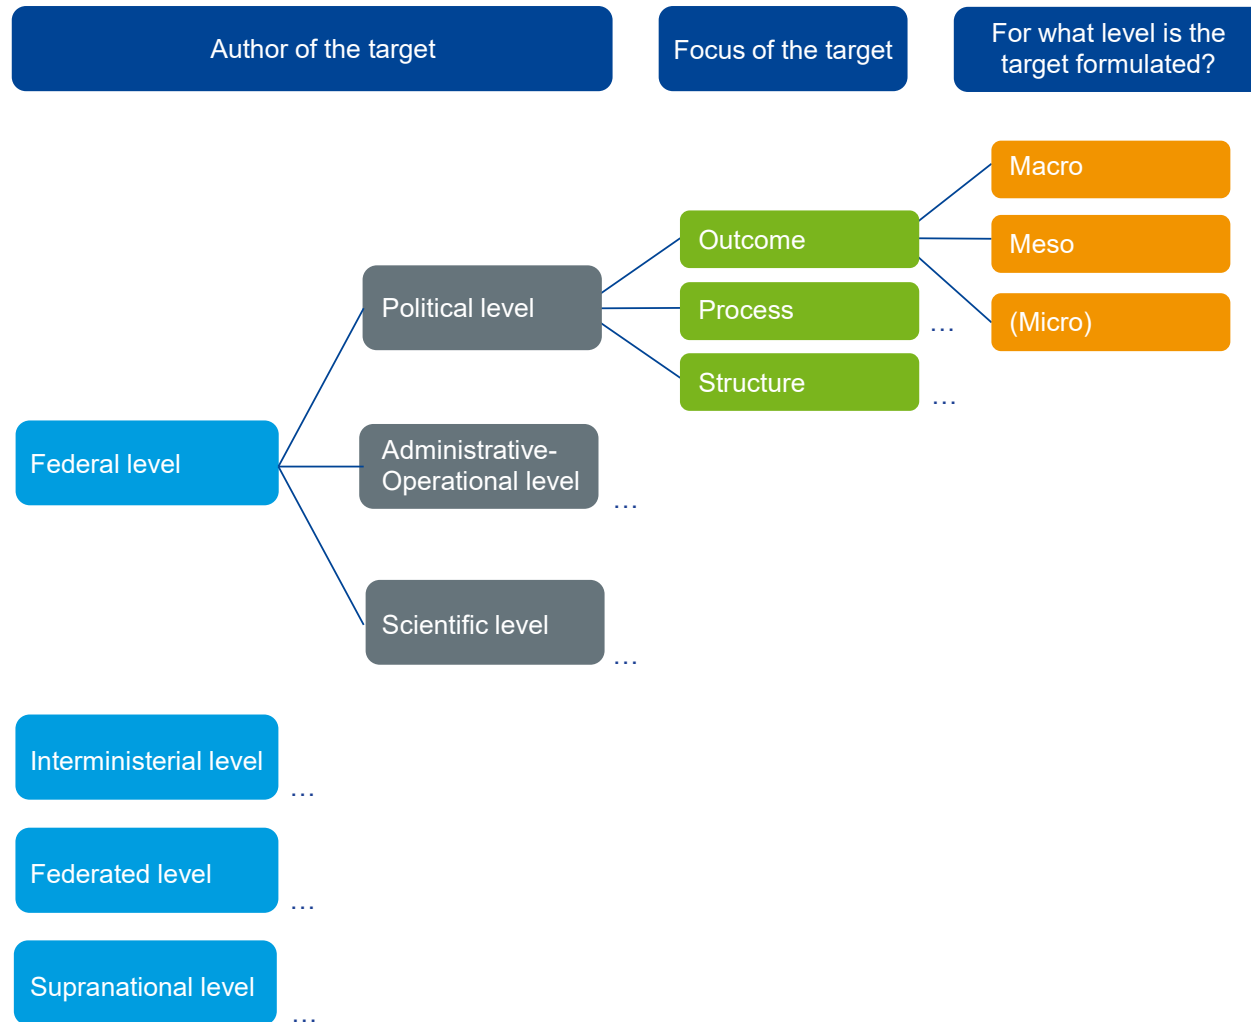 Author of the target
Focus of the target
For what level is the
target formulated?
Macro
Outcome
Meso
Political level
Process
...
(Micro)
Structure
...
Federal level
Administrative-
Operational level
...
Scientific level
...
Interministerial level
...
Federated level
...
Supranational level
...